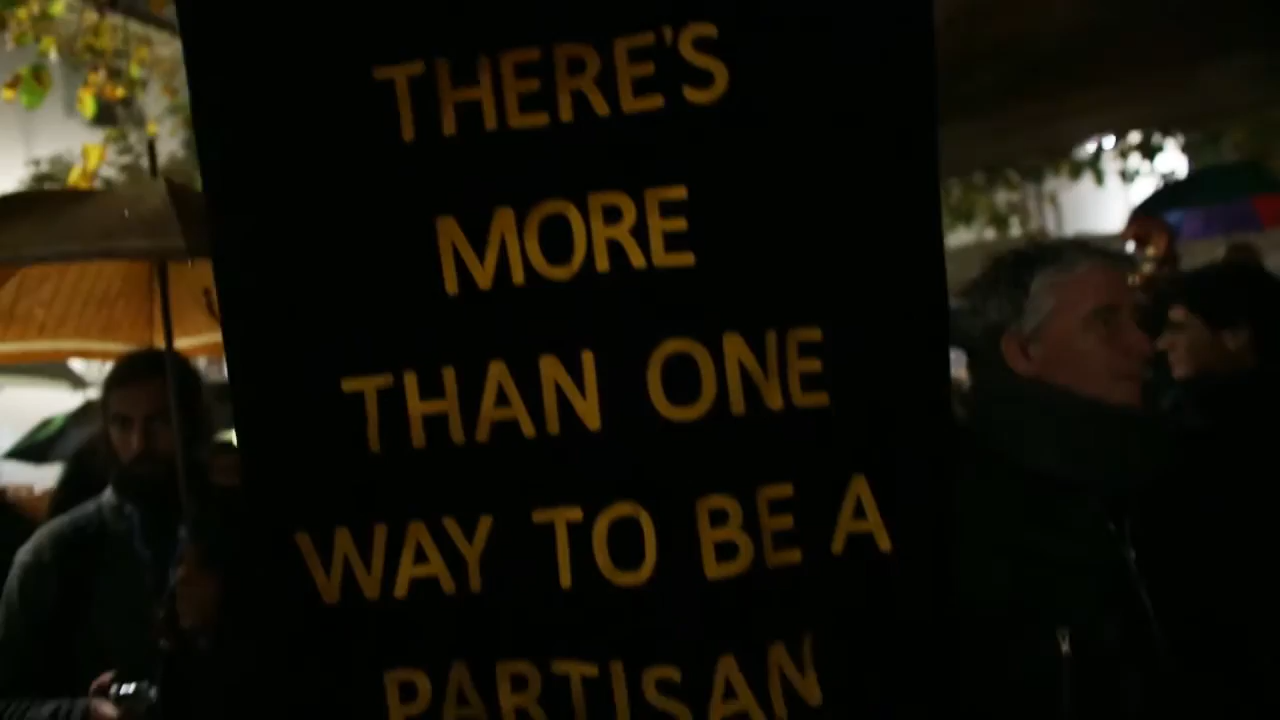 THERE'S
MORE
THAN ONE
WAY TO BE A
PARTISAN